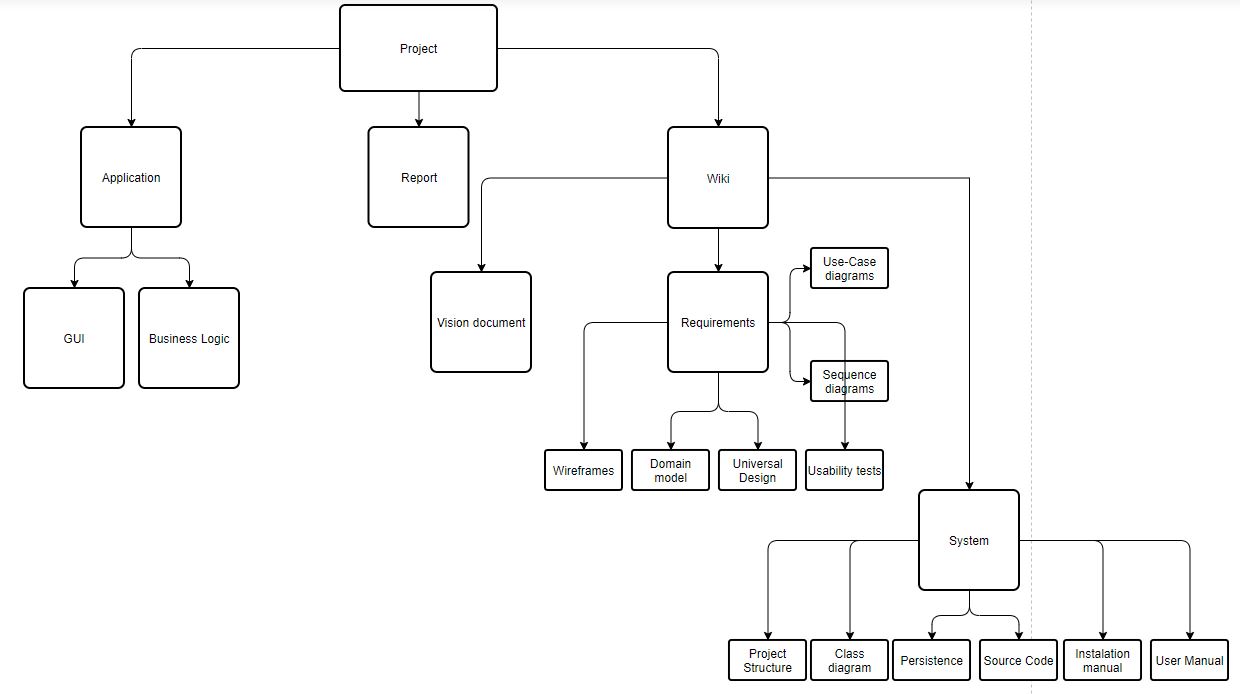 Project
Application
Report
Wiki
Use-Case
diagrams
GUI
Business Logic
Vision document
Requirements
Sequence
diagrams
Wireframes
Domain
model
Universal
Design
Usability tests
System
Project
Structure
Class
diagram
Persistence
Source Code
Instalation
manual
User Manual